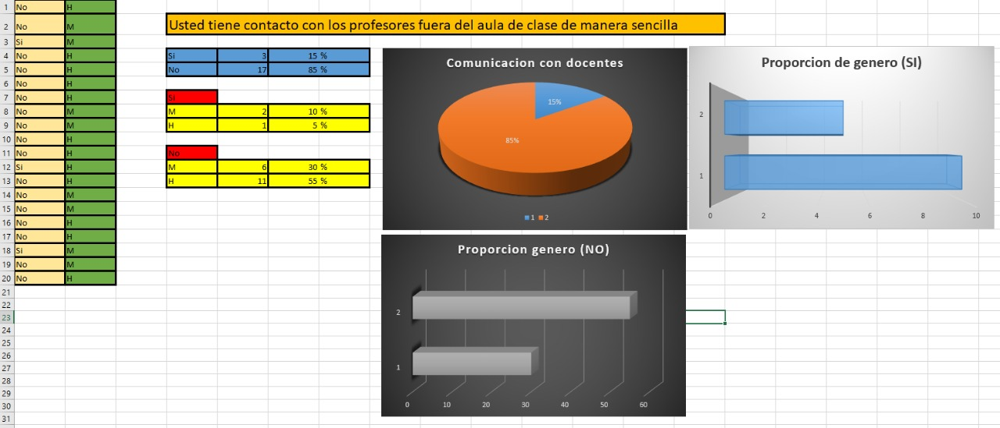 1 No H
2 No M
3 Si M
4 No H
5 No H
6 No H
7 No H
8 No M
9 No M
10 No H
11 No H
12 Si H
13 No H
14 No M
15 No M
16 No H
17 No H
18 Si M
19 No M
20 No H
21
22
23
24
25
26
27
28
29
30
31
Usted tiene contacto con los profesores fuera del aula de clase de manera sencilla
Si 3 15 %
No 17 85 %
Si
M 2 10 %
H 1 5 %
No
M 6 30 %
H 11 55 %
Comunicacion con docentes
15%
85%
1 2
Proporcion de genero (SI)
2
1
0 2 4 6 8 10
Proporcion genero (NO)
2
1
0 10 20 30 40 50 60